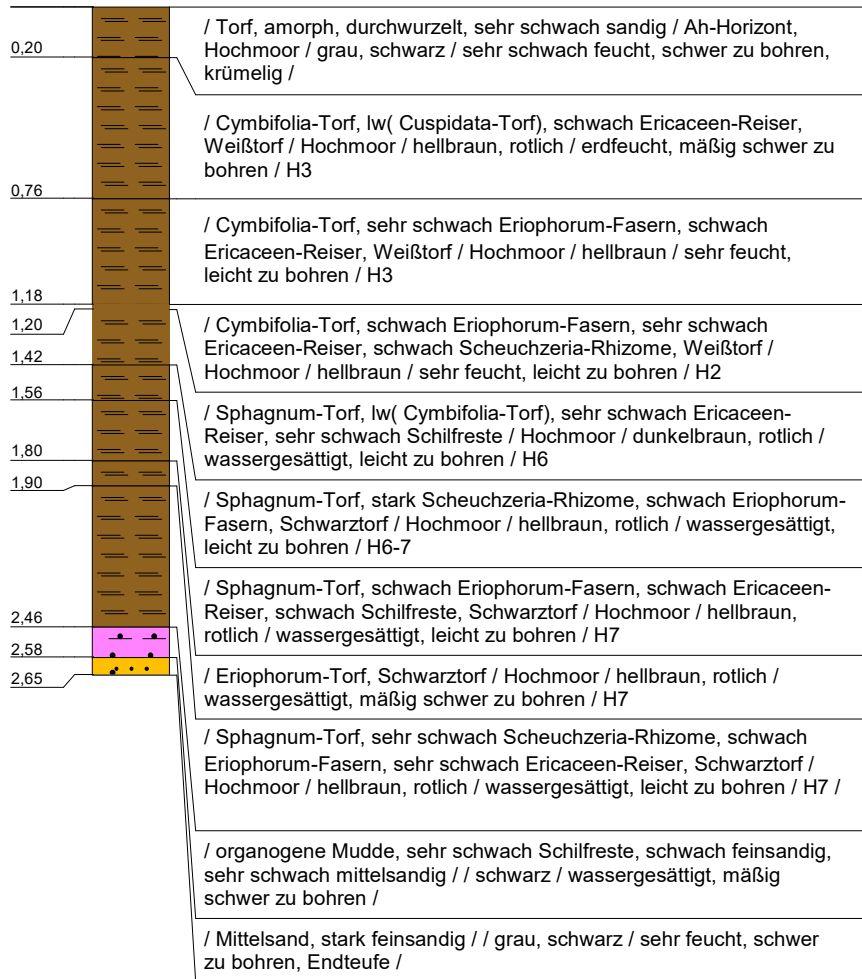 / Torf, amorph, durchwurzelt, sehr schwach sandig / Ah-Horizont,
Hochmoor / grau, schwarz / sehr schwach feucht, schwer zu bohren,
krümelig /
0,20
/ Cymbifolia-Torf, lw( Cuspidata-Torf), schwach Ericaceen-Reiser,
Weißtorf / Hochmoor / hellbraun, rotlich / erdfeucht, mäßig schwer zu
bohren / H3
0,76
/ Cymbifolia-Torf, sehr schwach Eriophorum-Fasern, schwach
Ericaceen-Reiser, Weißtorf / Hochmoor / hellbraun / sehr feucht,
leicht zu bohren / H3
1,18
1,20
/ Cymbifolia-Torf, schwach Eriophorum-Fasern, sehr schwach
Ericaceen-Reiser, schwach Scheuchzeria-Rhizome, Weißtorf /
Hochmoor / hellbraun / sehr feucht, leicht zu bohren / H2
1,42
/ Sphagnum-Torf, lw( Cymbifolia-Torf), sehr schwach Ericaceen-
Reiser, sehr schwach Schilfreste / Hochmoor / dunkelbraun, rotlich /
wassergesättigt, leicht zu bohren / H6
1,56
/ Sphagnum-Torf, stark Scheuchzeria-Rhizome, schwach Eriophorum-
Fasern, Schwarztorf / Hochmoor / hellbraun, rotlich / wassergesättigt,
leicht zu bohren / H6-7
1,80
/ Sphagnum-Torf, schwach Eriophorum-Fasern, schwach Ericaceen-
Reiser, schwach Schilfreste, Schwarztorf / Hochmoor / hellbraun,
rotlich / wassergesättigt, leicht zu bohren / H7
1,90
/ Eriophorum-Torf, Schwarztorf / Hochmoor / hellbraun, rotlich /
wassergesättigt, mäßig schwer zu bohren / H7
2,46
/ Sphagnum-Torf, sehr schwach Scheuchzeria-Rhizome, schwach
Eriophorum-Fasern, sehr schwach Ericaceen-Reiser, Schwarztorf /
Hochmoor / hellbraun, rotlich / wassergesättigt, leicht zu bohren / H7 /
2,58
/ organogene Mudde, sehr schwach Schilfreste, schwach feinsandig,
sehr schwach mittelsandig / / schwarz / wassergesättigt, mäßig
schwer zu bohren /
2,65
/ Mittelsand, stark feinsandig / / grau, schwarz / sehr feucht, schwer
zu bohren, Endteufe /